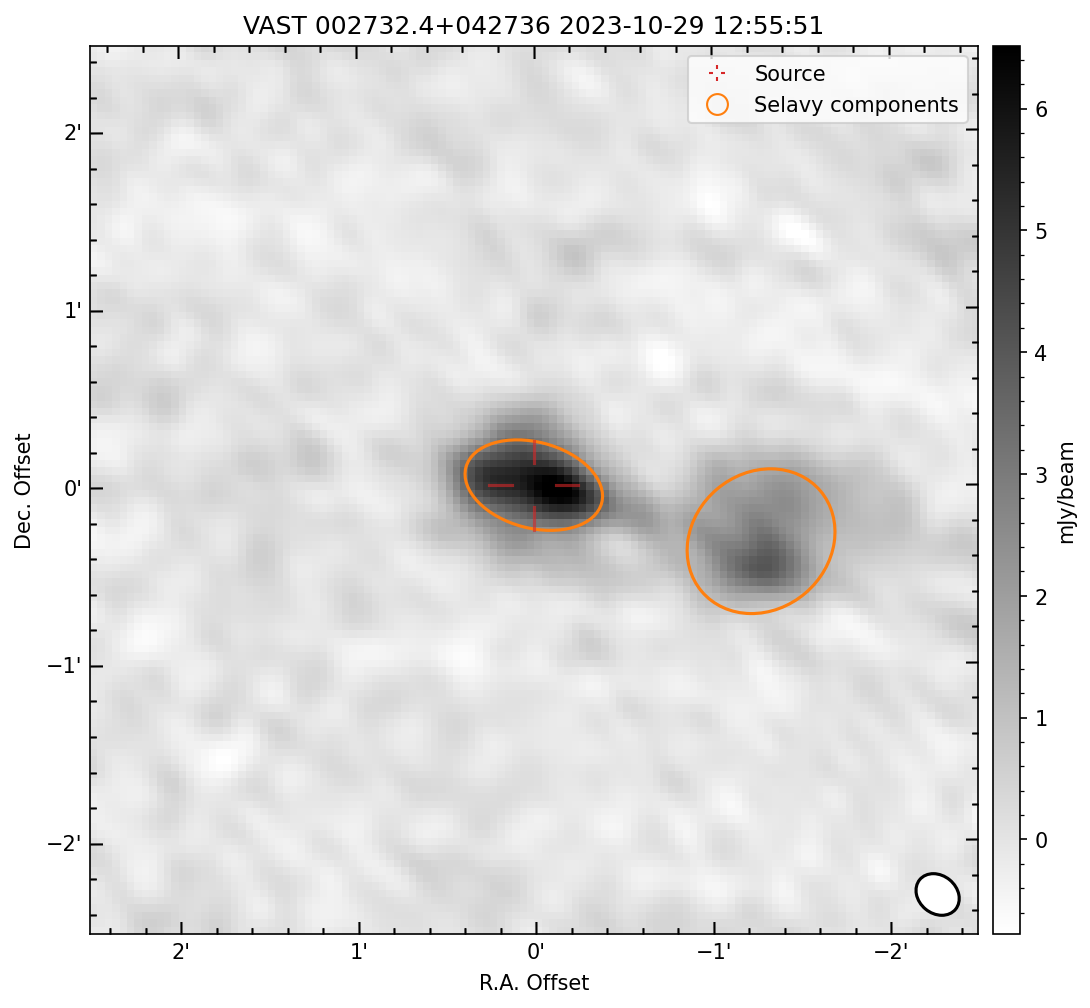 VAST 002732.4+042736 2023-10-29 12:55:51
Source
Selavy components
2'
1'
0'
−1'
−2'
Dec. Offset
2'
1'
0'
−1'
−2'
R.A. Offset
6
5
4
3
2
1
0
mJy/beam